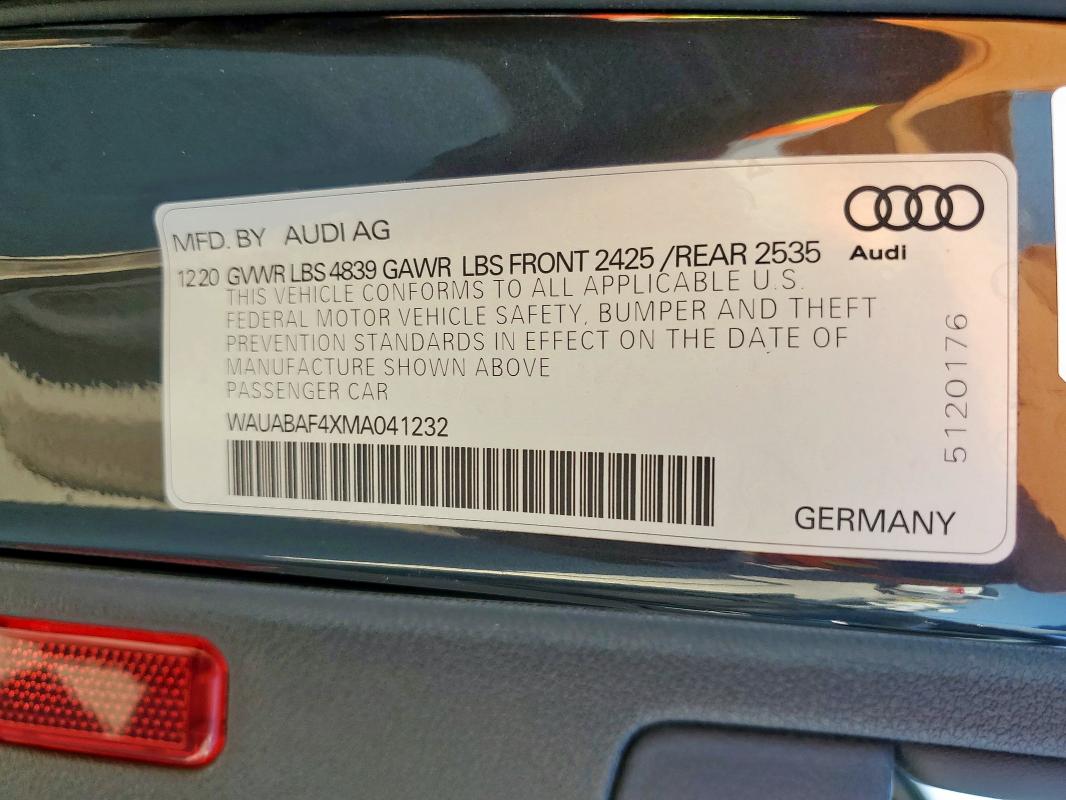 MFD. BY AUDI AG
12.20 GVWR LBS 4839 GAWR LBS FRONT 2425 /REAR 2535
THIS VEHICLE CONFORMS TO ALL APPLICABLE U.S.
FEDERAL MOTOR VEHICLE SAFETY, BUMPER AND THEFT
PREVENTION STANDARDS IN EFFECT ON THE DATE OF
MANUFACTURE SHOWN ABOVE
PASSENGER CAR
WAUABAF4XMA041232
Audi
5120176
GERMANY